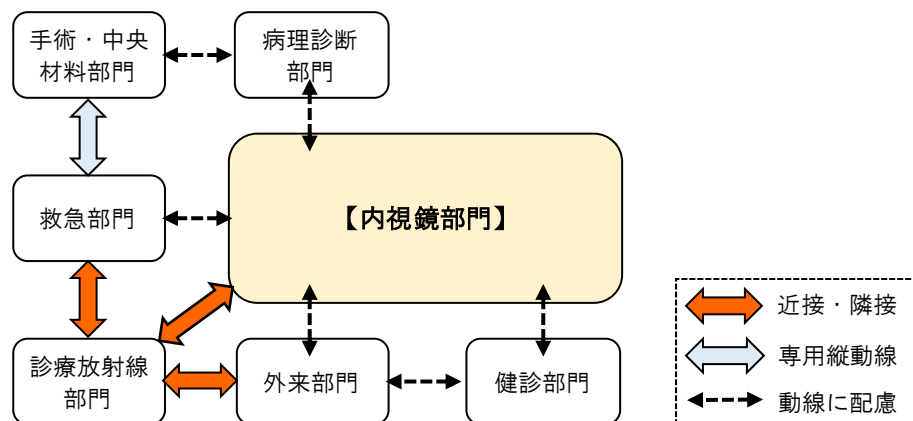 手術・中央
材料部門
病理診断
部門
救急部門
【内視鏡部門】
診療放射線
部門
外来部門
健診部門
近接・隣接
専用縦動線
動線に配慮